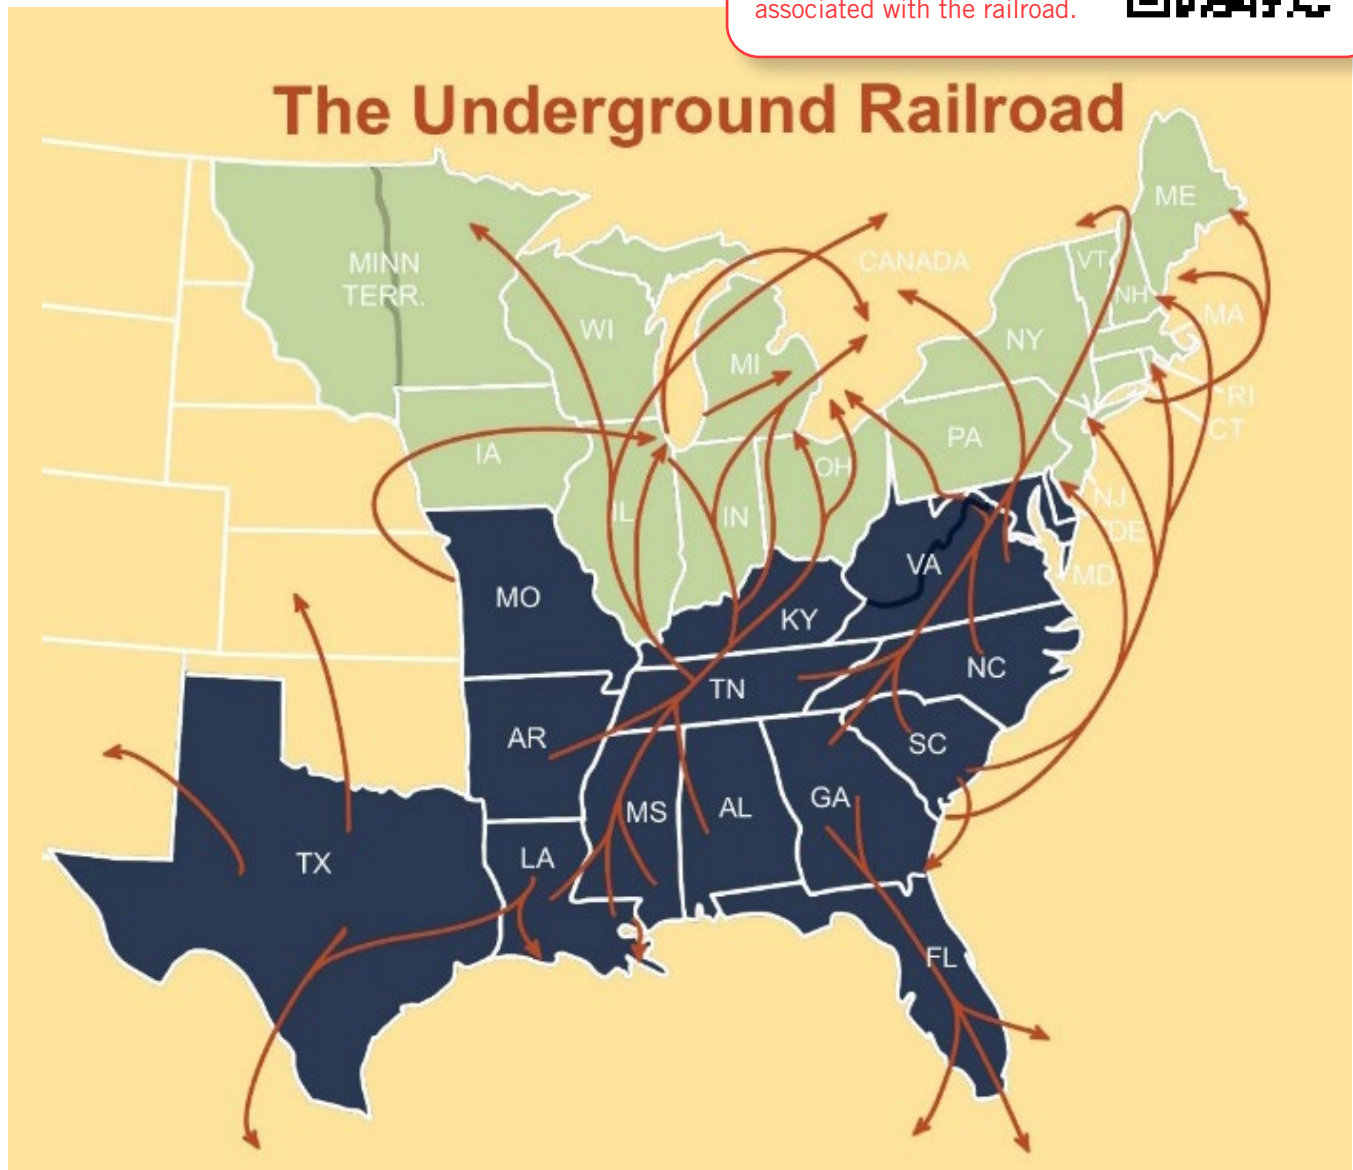 associated with the railroad.
The Underground Railroad
ME
CANADA
MINN
TERR.
VT
NH
MA
WI
NY
MI
RI
CT
PA
IA
OH
IL
IN
NJ
DE
VA
MD
MO
KY
NC
TN
AR
SC
MS
AL
GA
LA
TX
FL